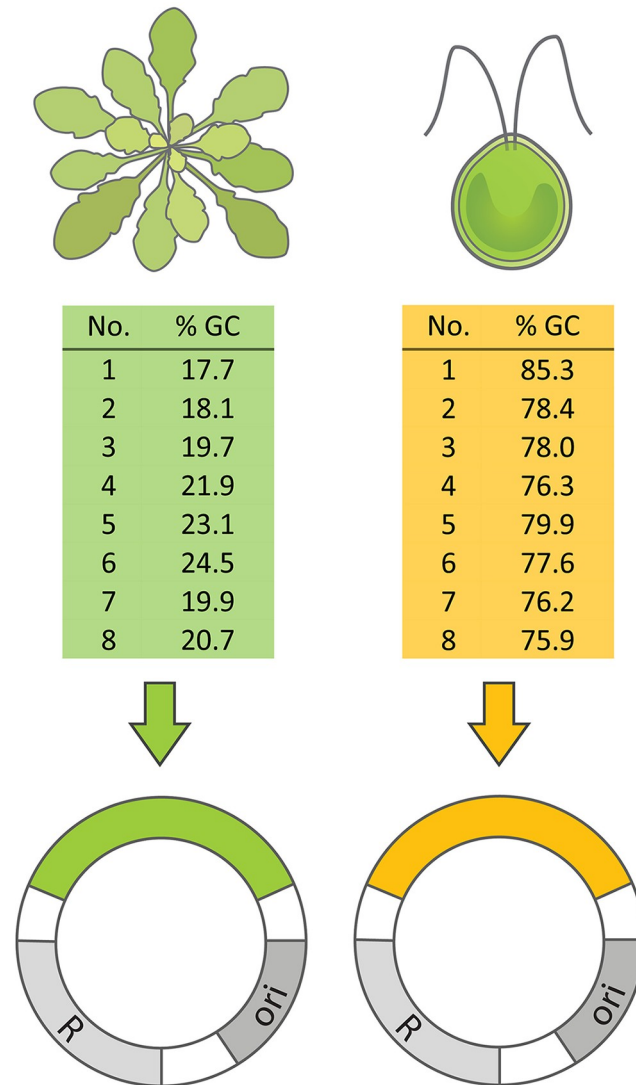 No. % GC
1 17.7
2 18.1
3 19.7
4 21.9
5 23.1
6 24.5
7 19.9
8 20.7
No. % GC
1 85.3
2 78.4
3 78.0
4 76.3
5 79.9
6 77.6
7 76.2
8 75.9
R
ori
R
ori